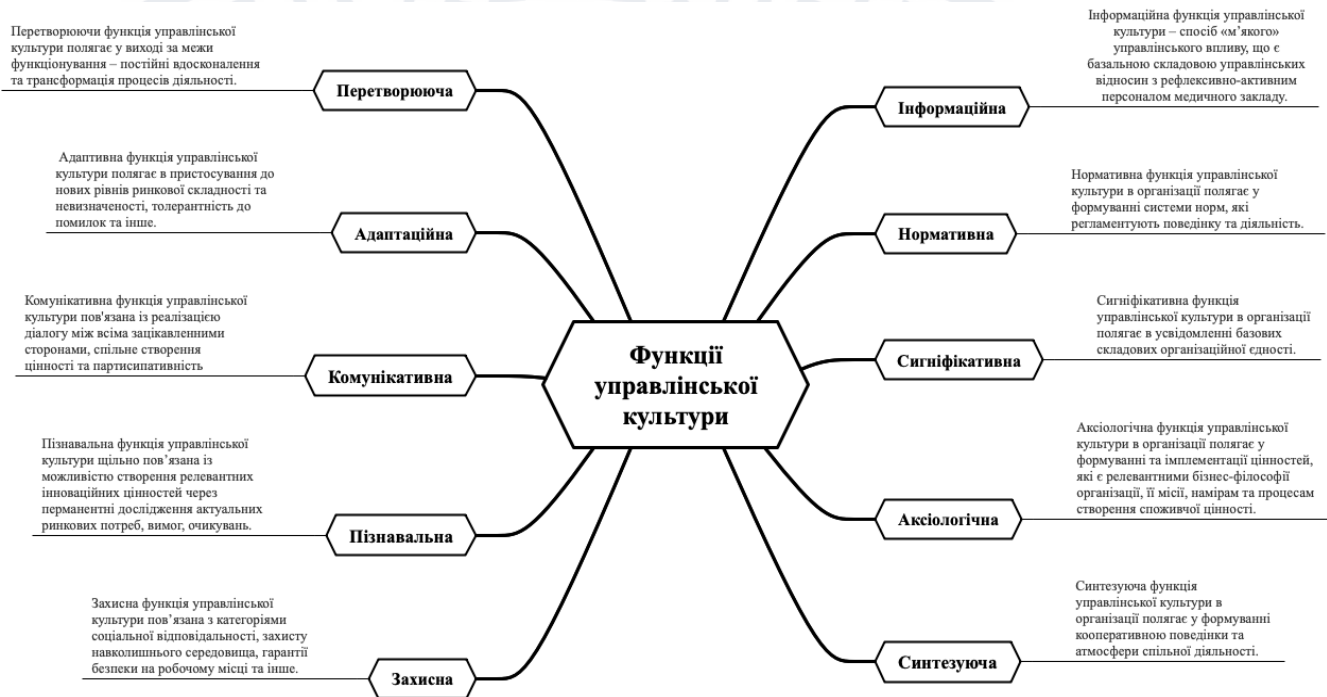 Перетворюючи функція управлінської
культури полягає у виході за межи
функціонування – постійні вдосконалення
та трансформація процесів діяльності.
Перетворююча
Адаптивна функція управлінської
культури полягає в пристосування до
нових рівнів ринкової складності та
невизначеності, толерантність до
помилок та інше.
Адаптаційна
Комунікативна функція управлінської
культури пов'язана із реалізацією
діалогу між всіма зацікавленними
сторонами, спільне створення
цінності та партисипативність
Комунікативна
Пізнавальна функція управлінської
культури щільно пов’язана із
можливістю створення релевантних
інноваційних цінностей через
перманентні дослідження актуальних
ринкових потреб, вимог, очикувань.
Пізнавальна
Захисна функція управлінської
культури пов’язана з категоріями
соціальної відповідальності, захисту
навколишнього середовища, гарантії
безпеки на робочому місці та інше.
Захисна
Функції
управлінської
культури
Інформаційна функція управлінської
культури – спосіб «м’якого»
управлінського впливу, що є
базальною складовою управлінських
відносин з рефлексивно-активним
персоналом медичного закладу.
Інформаційна
Нормативна функція управлінської
культури в організації полягає у
формуванні системи норм, які
регламентують поведінку та діяльність.
Нормативна
Сигніфікативна функція
управлінської культури в організації
полягає в усвідомленні базових
складових організаційної єдності.
Сигніфікативна
Аксіологічна функція управлінської
культури в організації полягає у
формуванні та імплементації цінностей,
які є релевантними бізнес-філософії
організації, її місії, намірам та процесам
створення споживчої цінності.
Аксіологічна
Синтезуюча функція
управлінської культури в
організації полягає у формуванні
кооперативною поведінки та
атмосфери спільної діяльності.
Синтезуюча